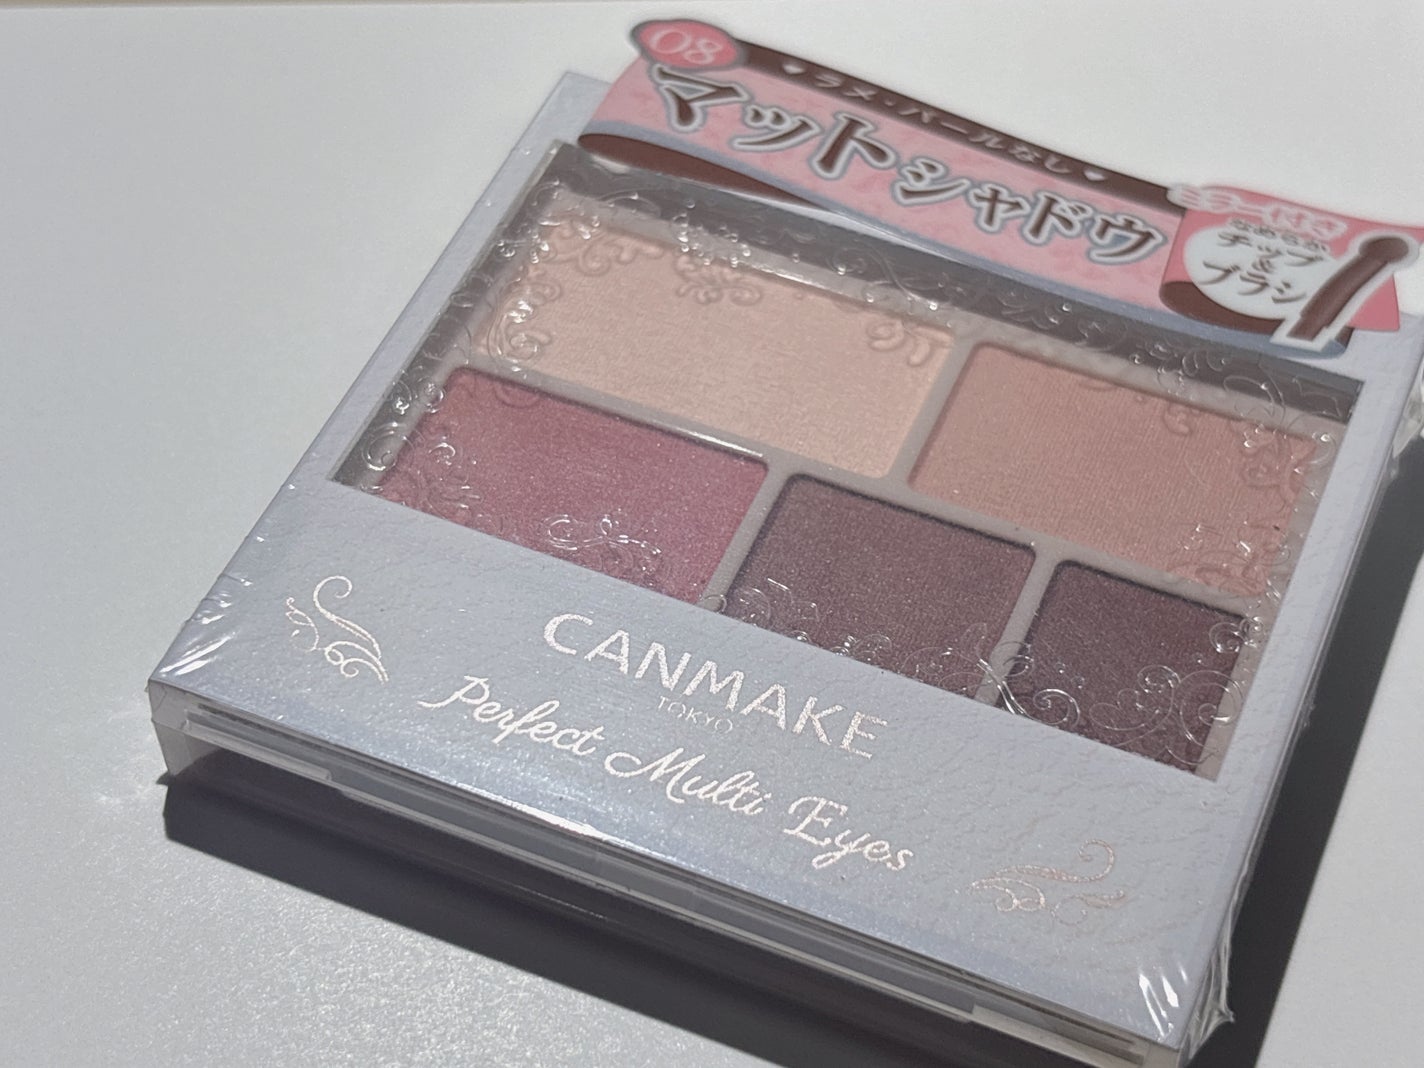 08
♥ラメ・パールなし♥
マットシャドウ
ミラー付き
なめらか
チップ
&
ブラシ
CANMAKE
TOKYO
Perfect Multi Eyes